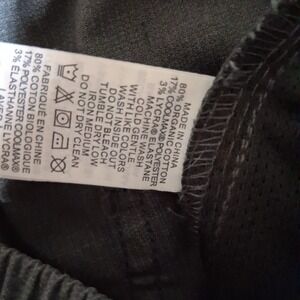 MADE IN CHINA
80% ORGANIC COTTON
17% POLYESTER COOLMAX®
3% LYCRA® ELASTANE
MACHINE WASH
COLD GENTLE
WITH LIKE COLORS
WASH INSIDE OUT
DO NOT BLEACH
TUMBLE DRY LOW
IRON MEDIUM
DO NOT DRY CLEAN
FABRIQUÉ EN CHINE
80% COTON BIOLOGIQUE
17% POLYESTER COOLMAX®
3% ÉLASTHANNE LYCRA®